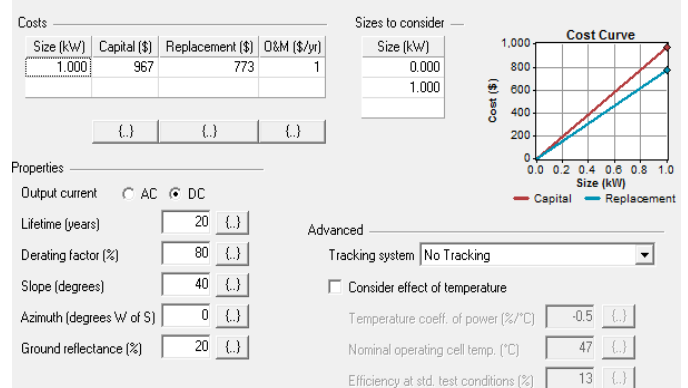 Costs
Size (kW) Capital ($) Replacement ($) O&M ($/yr)
1.000 967 773 1
{..} {..} {..}
Sizes to consider
Size (kW)
0.000
1.000
Cost Curve
1,000
800
600
400
200
0
Cost ($)
0.0 0.2 0.4 0.6 0.8 1.0
Size (kW)
Capital Replacement
Properties
Output current AC DC
Lifetime (years) 20 {..}
Derating factor (%) 80 {..}
Slope (degrees) 40 {..}
Azimuth (degrees W of S) 0 {..}
Ground reflectance (%) 20 {..}
Advanced
Tracking system No Tracking
Consider effect of temperature
Temperature coeff. of power (%/°C) -0.5 {..}
Nominal operating cell temp. (°C) 47 {..}
Efficiency at std. test conditions (%) 13 {..}